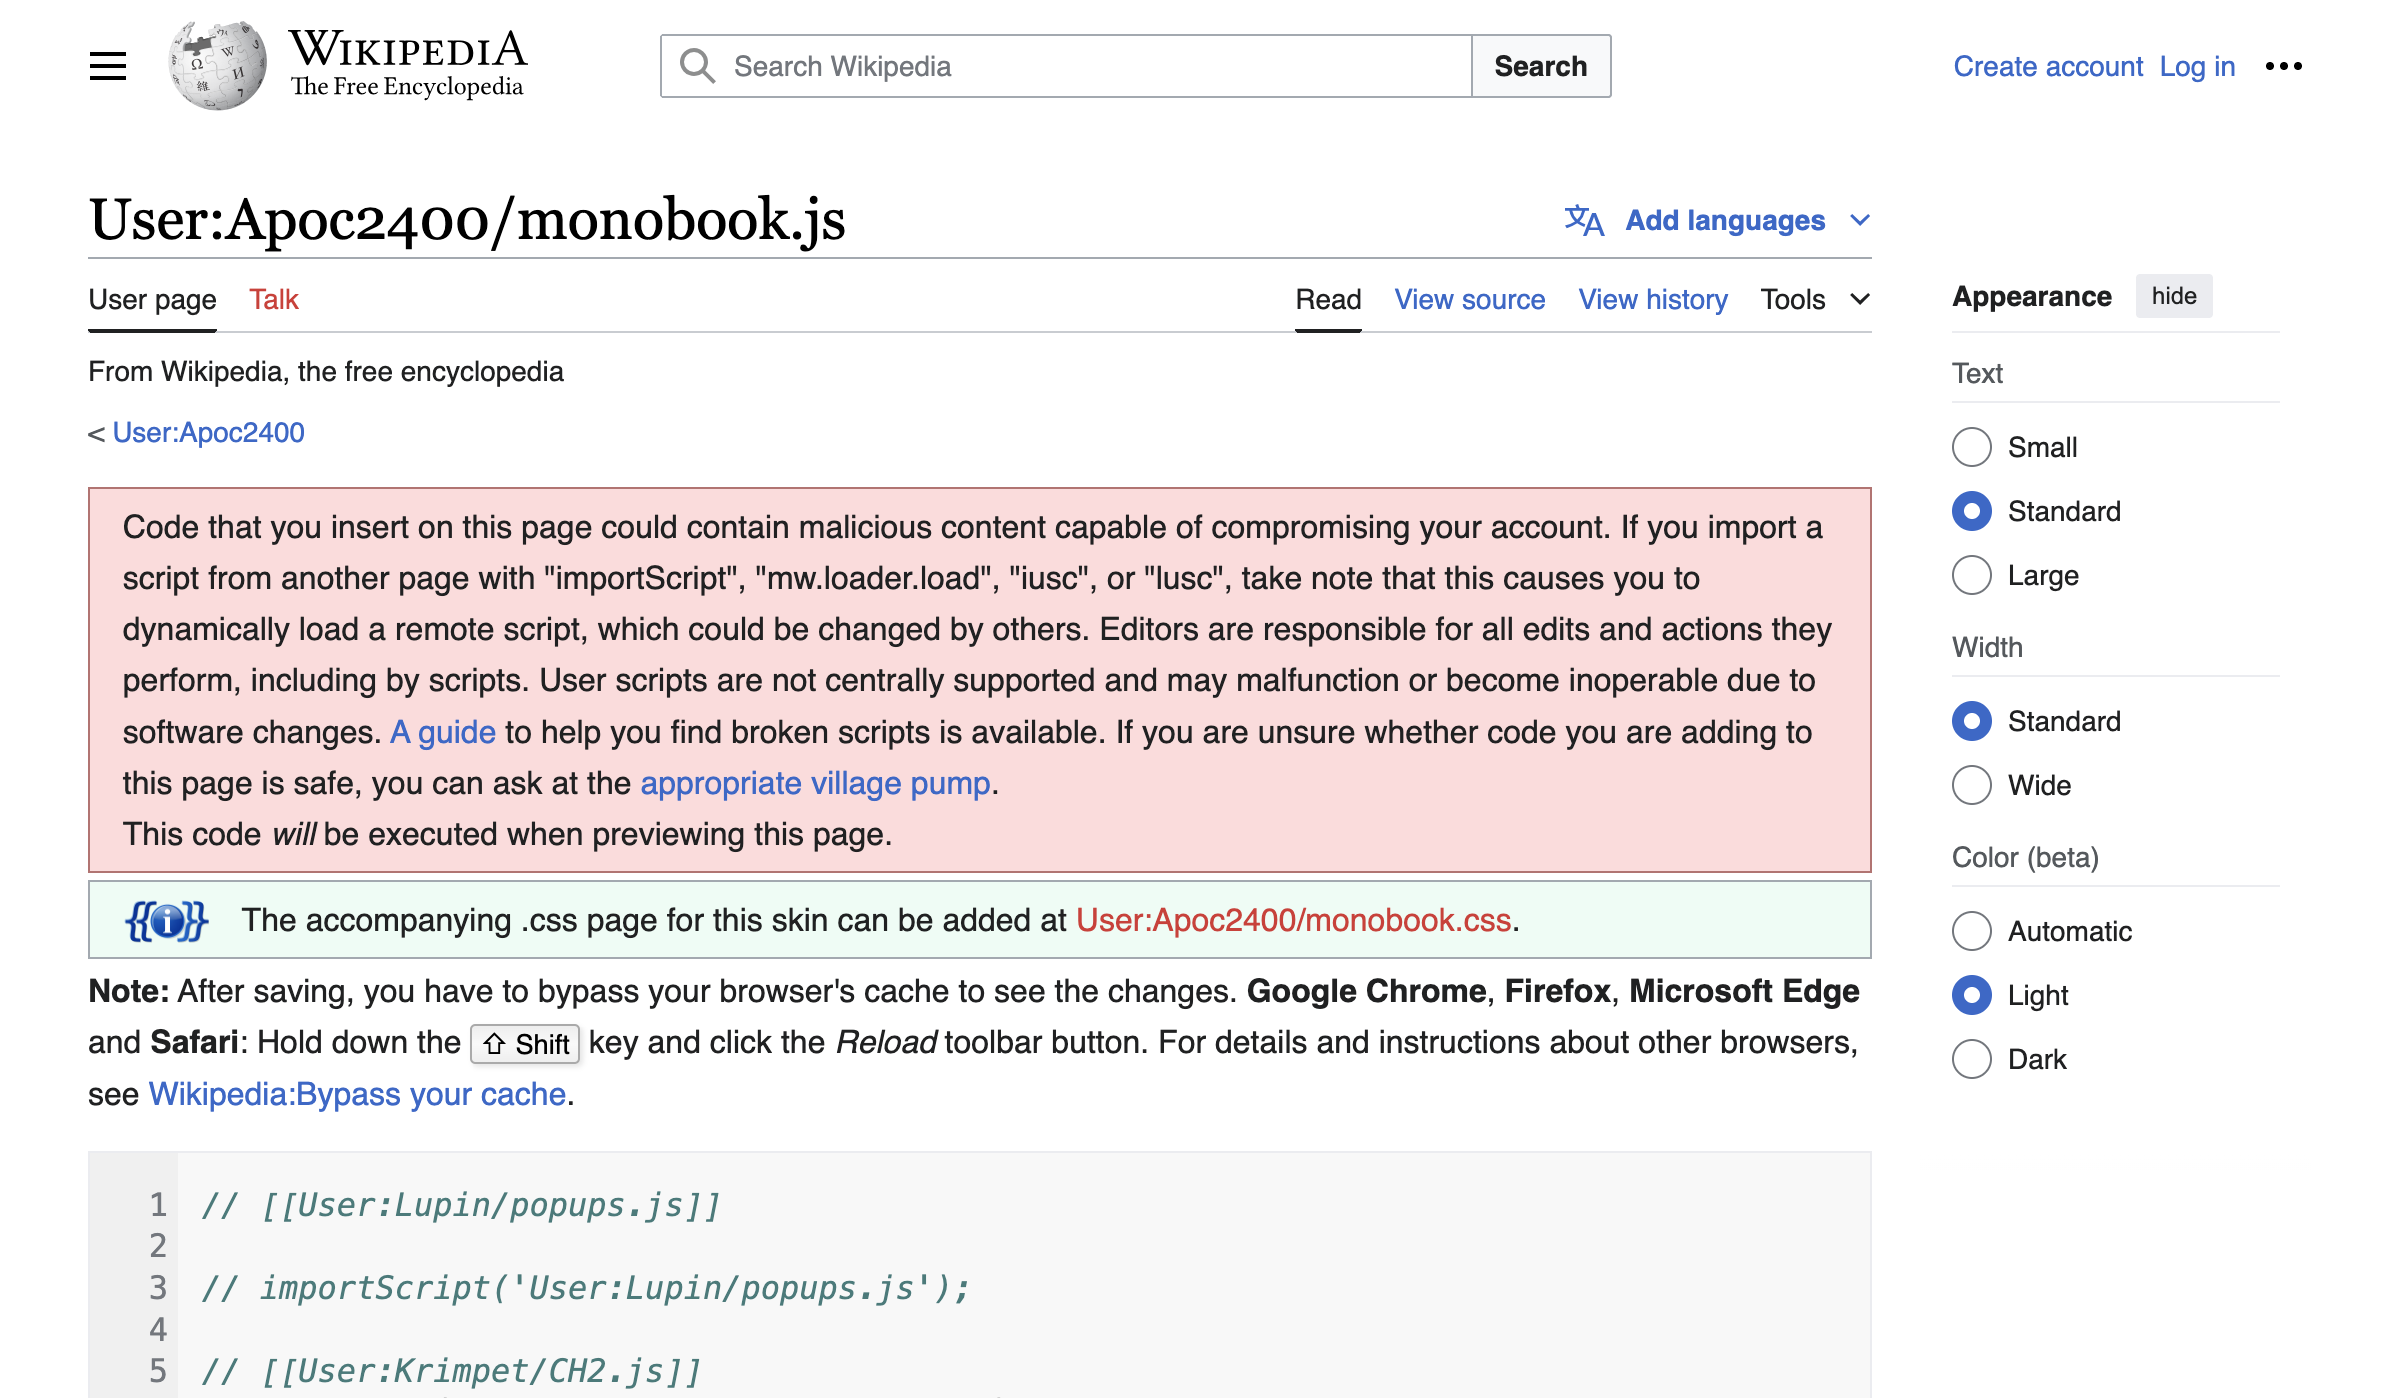 WIKIPEDIA
The Free Encyclopedia
Search Wikipedia
Search
Create account Log in
User:Apoc2400/monobook.js
Add languages
User page Talk
Read View source View history Tools
From Wikipedia, the free encyclopedia
< User:Apoc2400
Code that you insert on this page could contain malicious content capable of compromising your account. If you import a
script from another page with "importScript", "mw.loader.load", "iusc", or "lusc", take note that this causes you to
dynamically load a remote script, which could be changed by others. Editors are responsible for all edits and actions they
perform, including by scripts. User scripts are not centrally supported and may malfunction or become inoperable due to
software changes. A guide to help you find broken scripts is available. If you are unsure whether code you are adding to
this page is safe, you can ask at the appropriate village pump.
This code will be executed when previewing this page.
The accompanying .css page for this skin can be added at User:Apoc2400/monobook.css.
Note: After saving, you have to bypass your browser's cache to see the changes. Google Chrome, Firefox, Microsoft Edge
and Safari: Hold down the ⇧ Shift key and click the Reload toolbar button. For details and instructions about other browsers,
see Wikipedia:Bypass your cache.
1 // [[User:Lupin/popups.js]]
2
3 // importScript('User:Lupin/popups.js');
4
5 // [[User:Krimpet/CH2.js]]
Appearance hide
Text
Small
Standard
Large
Width
Standard
Wide
Color (beta)
Automatic
Light
Dark